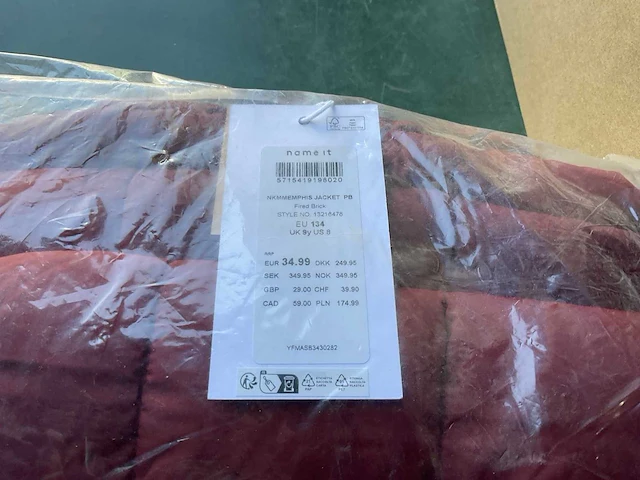 name it
5715419198020
NKMMEMPHIS JACKET PB
Fired Brick
STYLE NO. 13216478
EU 134
UK 9y US 8
RRP
EUR 34.99 DKK 249.95
SEK 349.95 NOK 349.95
GBP 29.00 CHF 39.90
CAD 59.00 PLN 174.99
YFMAS83430282